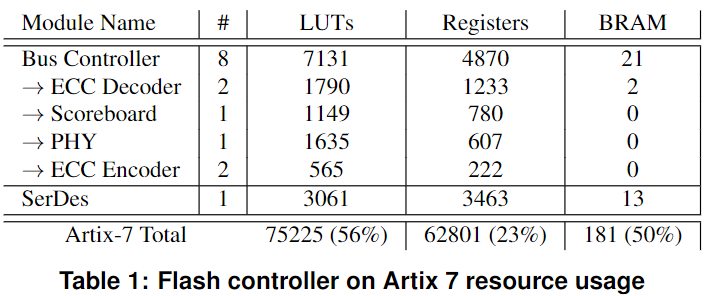 Module Name # LUTs Registers BRAM
Bus Controller 8 7131 4870 21
→ ECC Decoder 2 1790 1233 2
→ Scoreboard 1 1149 780 0
→ PHY 1 1635 607 0
→ ECC Encoder 2 565 222 0
SerDes 1 3061 3463 13
Artix-7 Total 75225 (56%) 62801 (23%) 181 (50%)
Table 1: Flash controller on Artix 7 resource usage